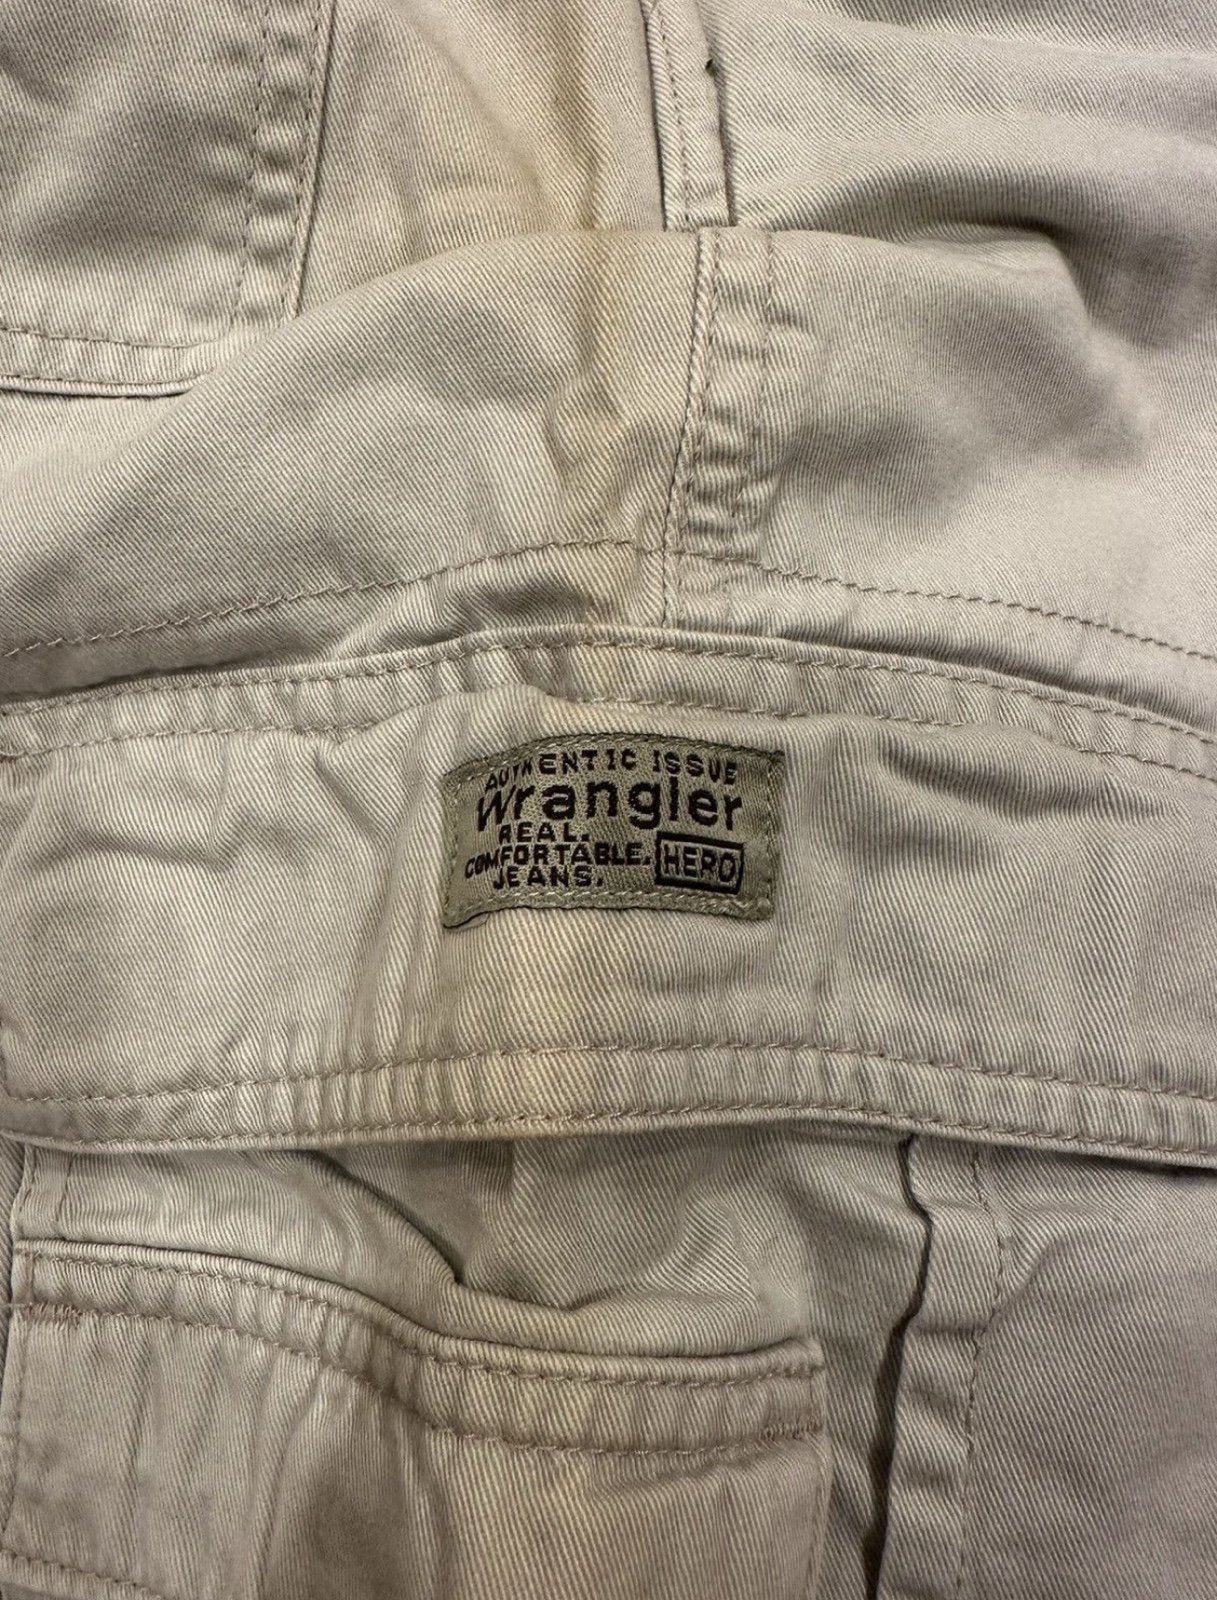 AUTHENTIC ISSUE
Wrangler
REAL.
COMFORTABLE.
JEANS.
HERO